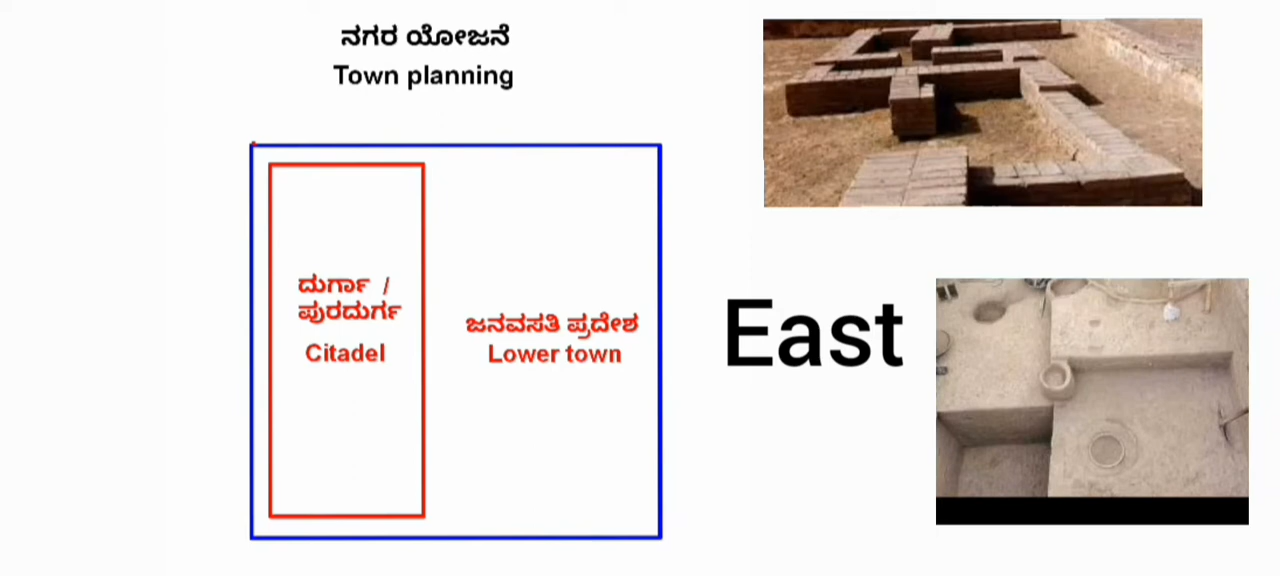 ನಗರ ಯೋಜನೆ
Town planning
ದುರ್ಗಾ /
ಪುರದುರ್ಗ
Citadel
ಜನವಸತಿ ಪ್ರದೇಶ
Lower town
East